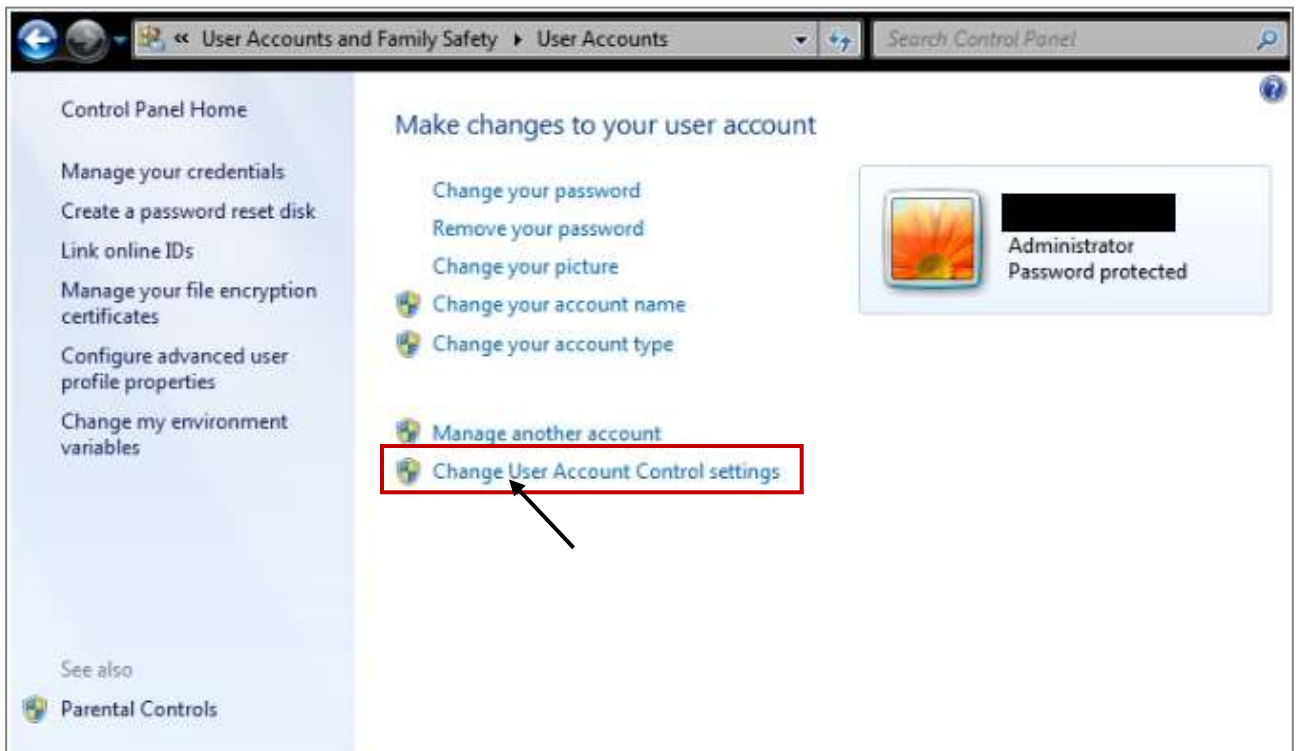 « User Accounts and Family Safety ▸ User Accounts
Search Control Panel
Control Panel Home
Manage your credentials
Create a password reset disk
Link online IDs
Manage your file encryption
certificates
Configure advanced user
profile properties
Change my environment
variables
See also
Parental Controls
Make changes to your user account
Change your password
Remove your password
Change your picture
Change your account name
Change your account type
Manage another account
Change User Account Control settings
Administrator
Password protected